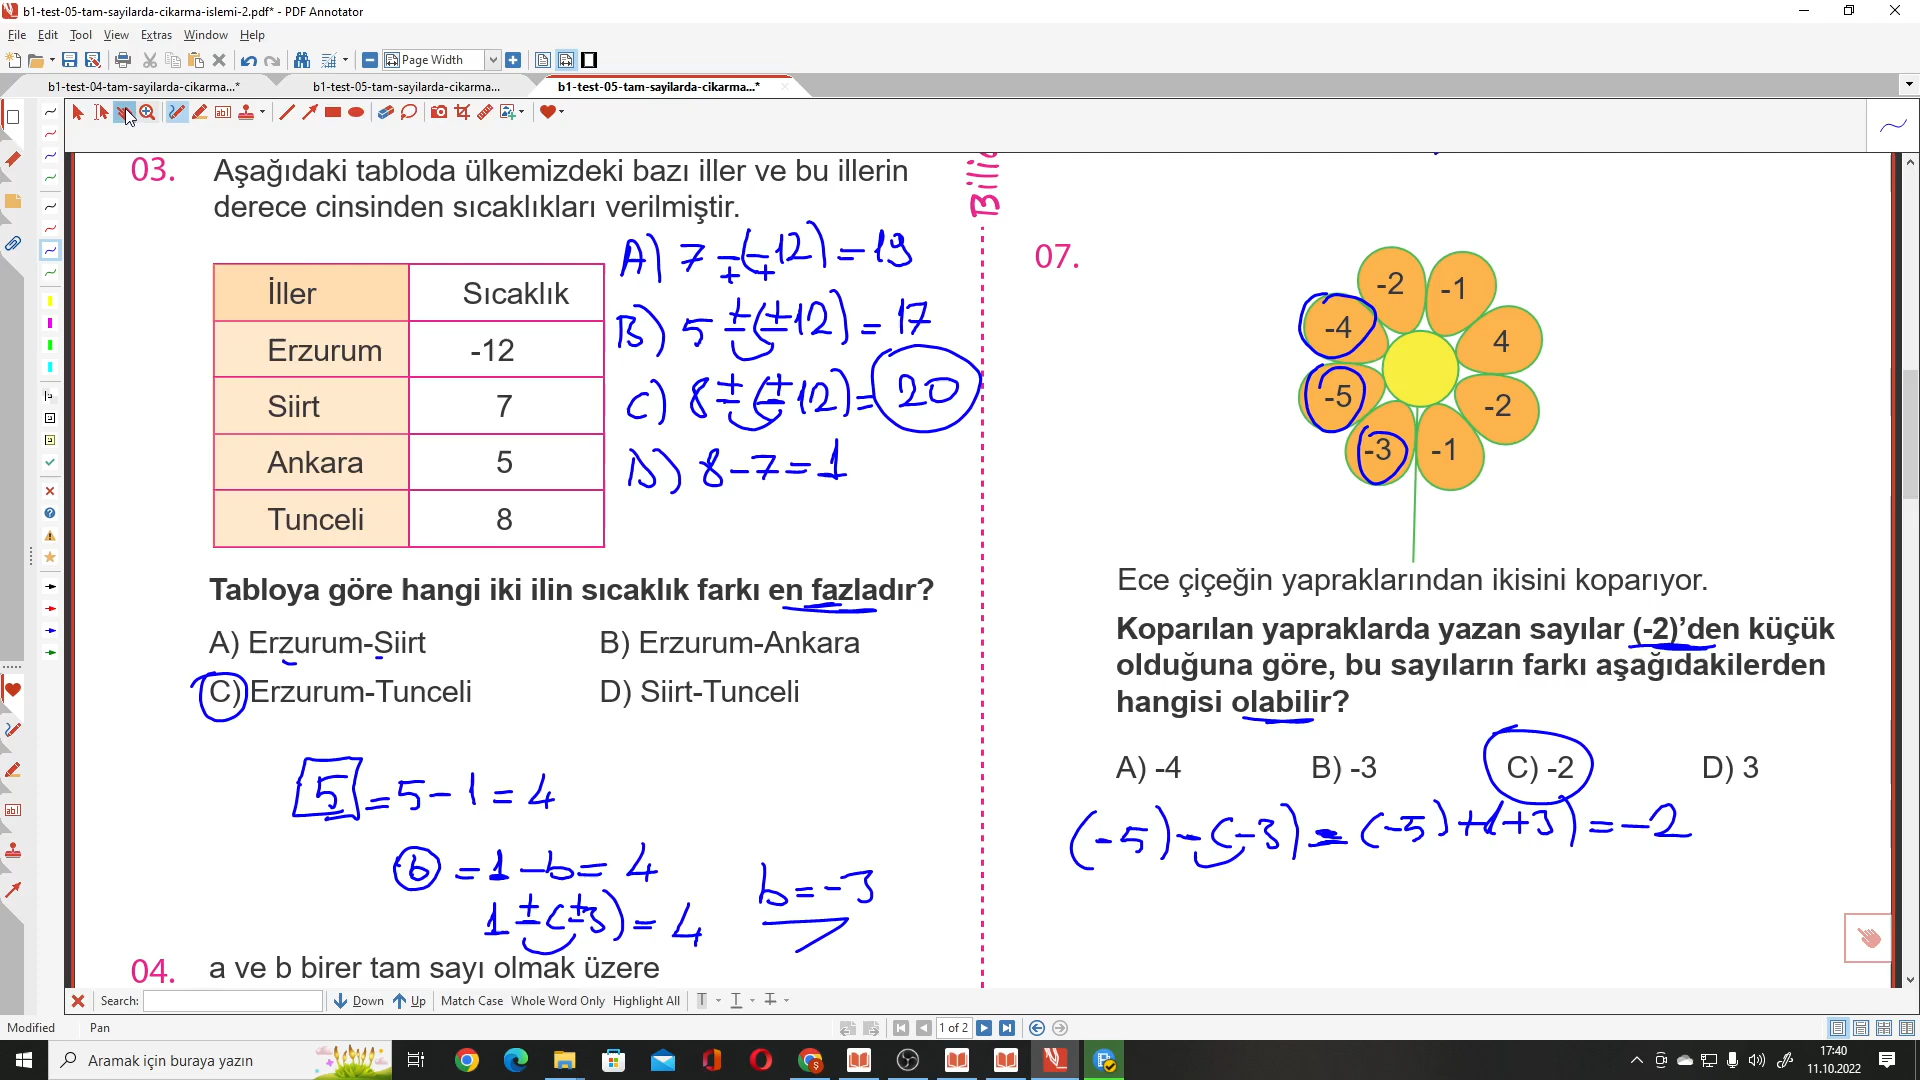 b1-test-05-tam-sayilarda-cikarma-islemi-2.pdf* - PDF Annotator
File Edit Tool View Extras Window Help
Page Width
b1-test-04-tam-sayilarda-cikarma...*
b1-test-05-tam-sayilarda-cikarma...
b1-test-05-tam-sayilarda-cikarma...*
03. Aşağıdaki tabloda ülkemizdeki bazı iller ve bu illerin
derece cinsinden sıcaklıkları verilmiştir.
İller Sıcaklık
Erzurum -12
Siirt 7
Ankara 5
Tunceli 8
A) 7 - (-12) = 19
B) 5 - (-12) = 17
C) 8 - (-12) = 20
D) 8 - 7 = 1
Tabloya göre hangi iki ilin sıcaklık farkı en fazladır?
A) Erzurum-Siirt B) Erzurum-Ankara
C) Erzurum-Tunceli D) Siirt-Tunceli
5 = 5 - 1 = 4
b = 1 - b = 4
1 - (-3) = 4
b = -3
04. a ve b birer tam sayı olmak üzere
07.
-2 -1
-4 4
-5 -2
-3 -1
Ece çiçeğin yapraklarından ikisini koparıyor.
Koparılan yapraklarda yazan sayılar (-2)'den küçük
olduğuna göre, bu sayıların farkı aşağıdakilerden
hangisi olabilir?
A) -4 B) -3 C) -2 D) 3
(-5) - (-3) = (-5) + (+3) = -2
Search: Down Up Match Case Whole Word Only Highlight All
Modified Pan 1 of 2
Aramak için buraya yazın
17:40
11.10.2022